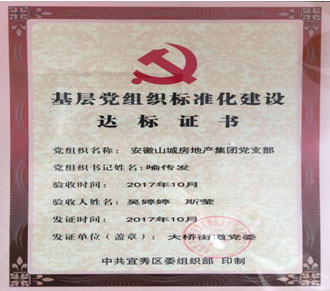 基层党组织标准化建设
达标证书
党组织名称：安徽山城房地产集团党支部
党组织书记姓名：喻传发
验收时间：2017年10月
验收人姓名：吴婷婷 斯莹
发证时间：2017年10月
发证单位（盖章）：大桥街道党委
中共宜秀区委组织部 印制